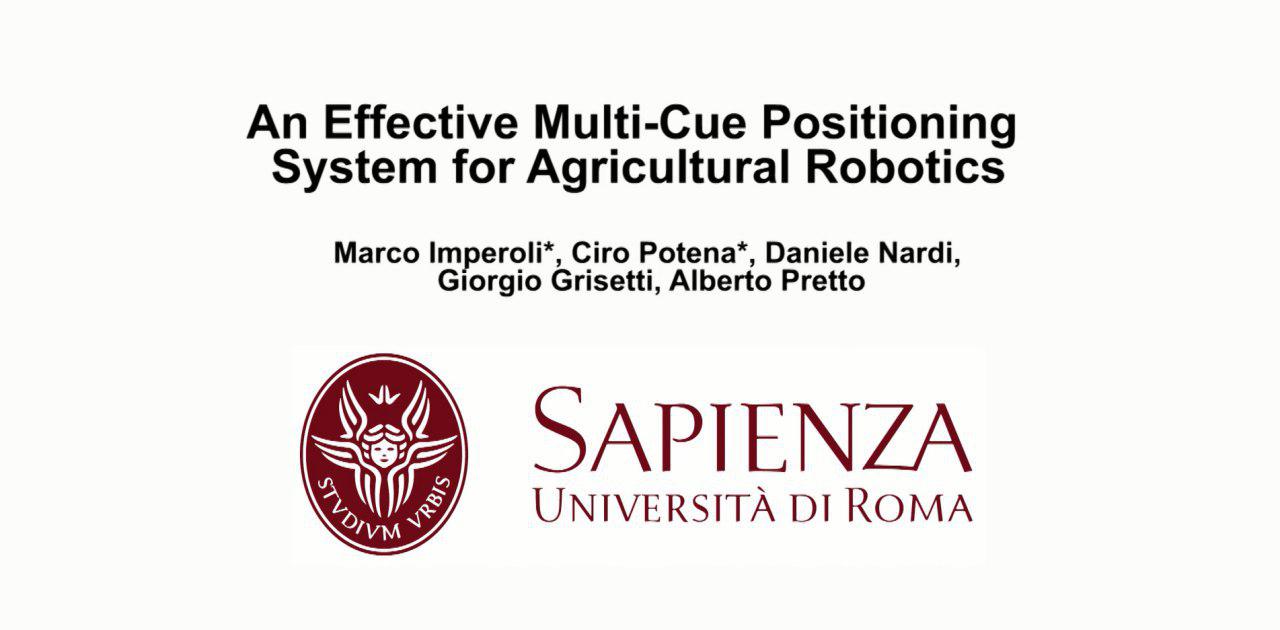 An Effective Multi-Cue Positioning
System for Agricultural Robotics
Marco Imperoli*, Ciro Potena*, Daniele Nardi,
Giorgio Grisetti, Alberto Pretto
STVDIVM VRBIS
SAPIENZA
UNIVERSITÀ DI ROMA